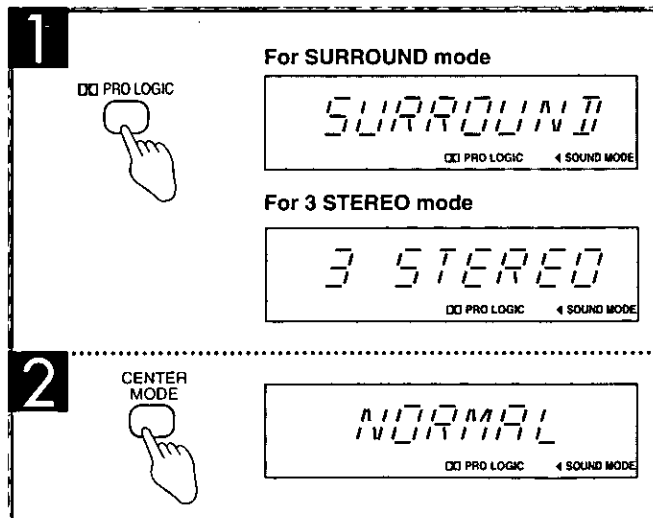 1
For SURROUND mode
PRO LOGIC
SURROUND
PRO LOGIC ◄ SOUND MODE
For 3 STEREO mode
3 STEREO
PRO LOGIC ◄ SOUND MODE
2
CENTER
MODE
NORMAL
PRO LOGIC ◄ SOUND MODE